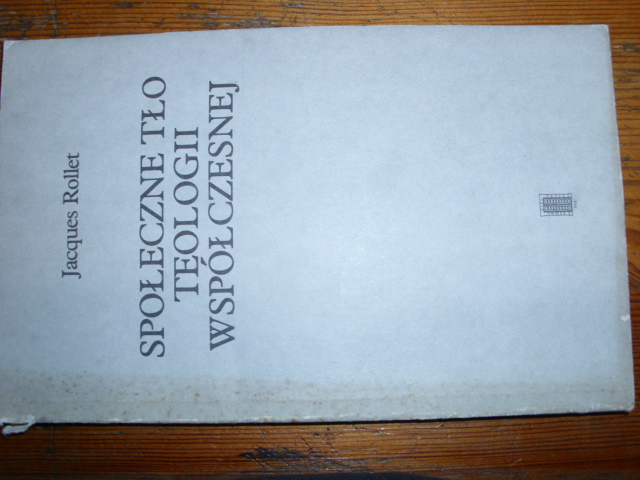 Jacques Rollet
SPOŁECZNE TŁO
TEOLOGII
WSPÓŁCZESNEJ